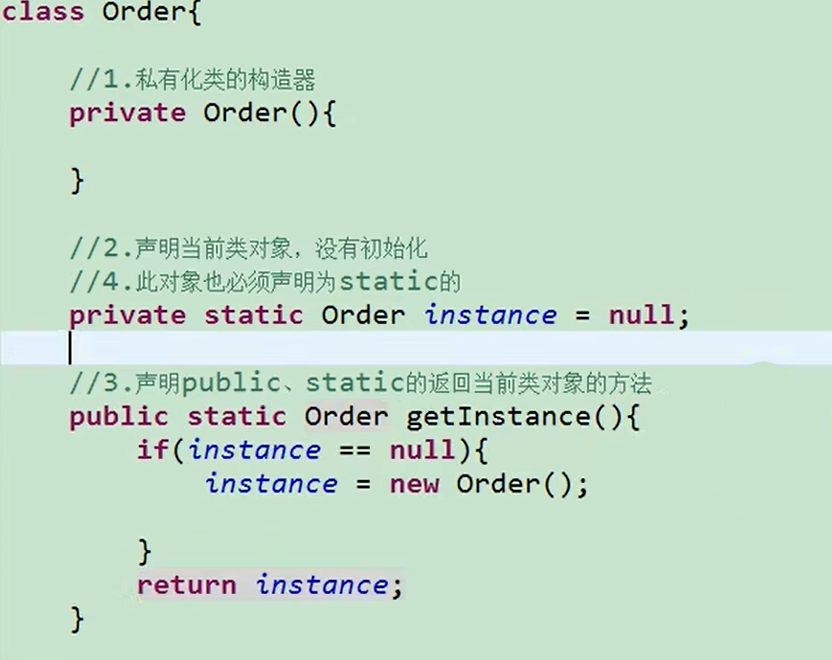 class Order{
//1.私有化类的构造器
private Order(){
}
//2.声明当前类对象，没有初始化
//4.此对象也必须声明为static的
private static Order instance = null;
//3.声明public、static的返回当前类对象的方法
public static Order getInstance(){
if(instance == null){
instance = new Order();
}
return instance;
}